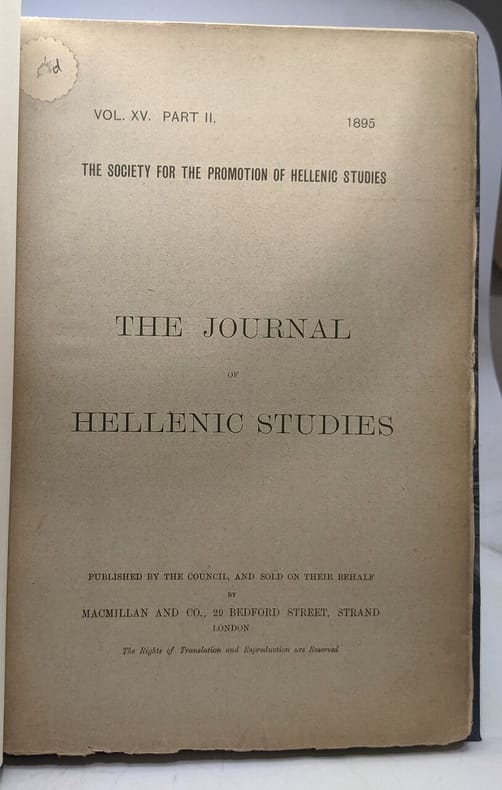 VOL. XV. PART II. 1895
THE SOCIETY FOR THE PROMOTION OF HELLENIC STUDIES
THE JOURNAL
OF
HELLENIC STUDIES
PUBLISHED BY THE COUNCIL, AND SOLD ON THEIR BEHALF
BY
MACMILLAN AND CO., 29 BEDFORD STREET, STRAND
LONDON
The Rights of Translation and Reproduction are Reserved